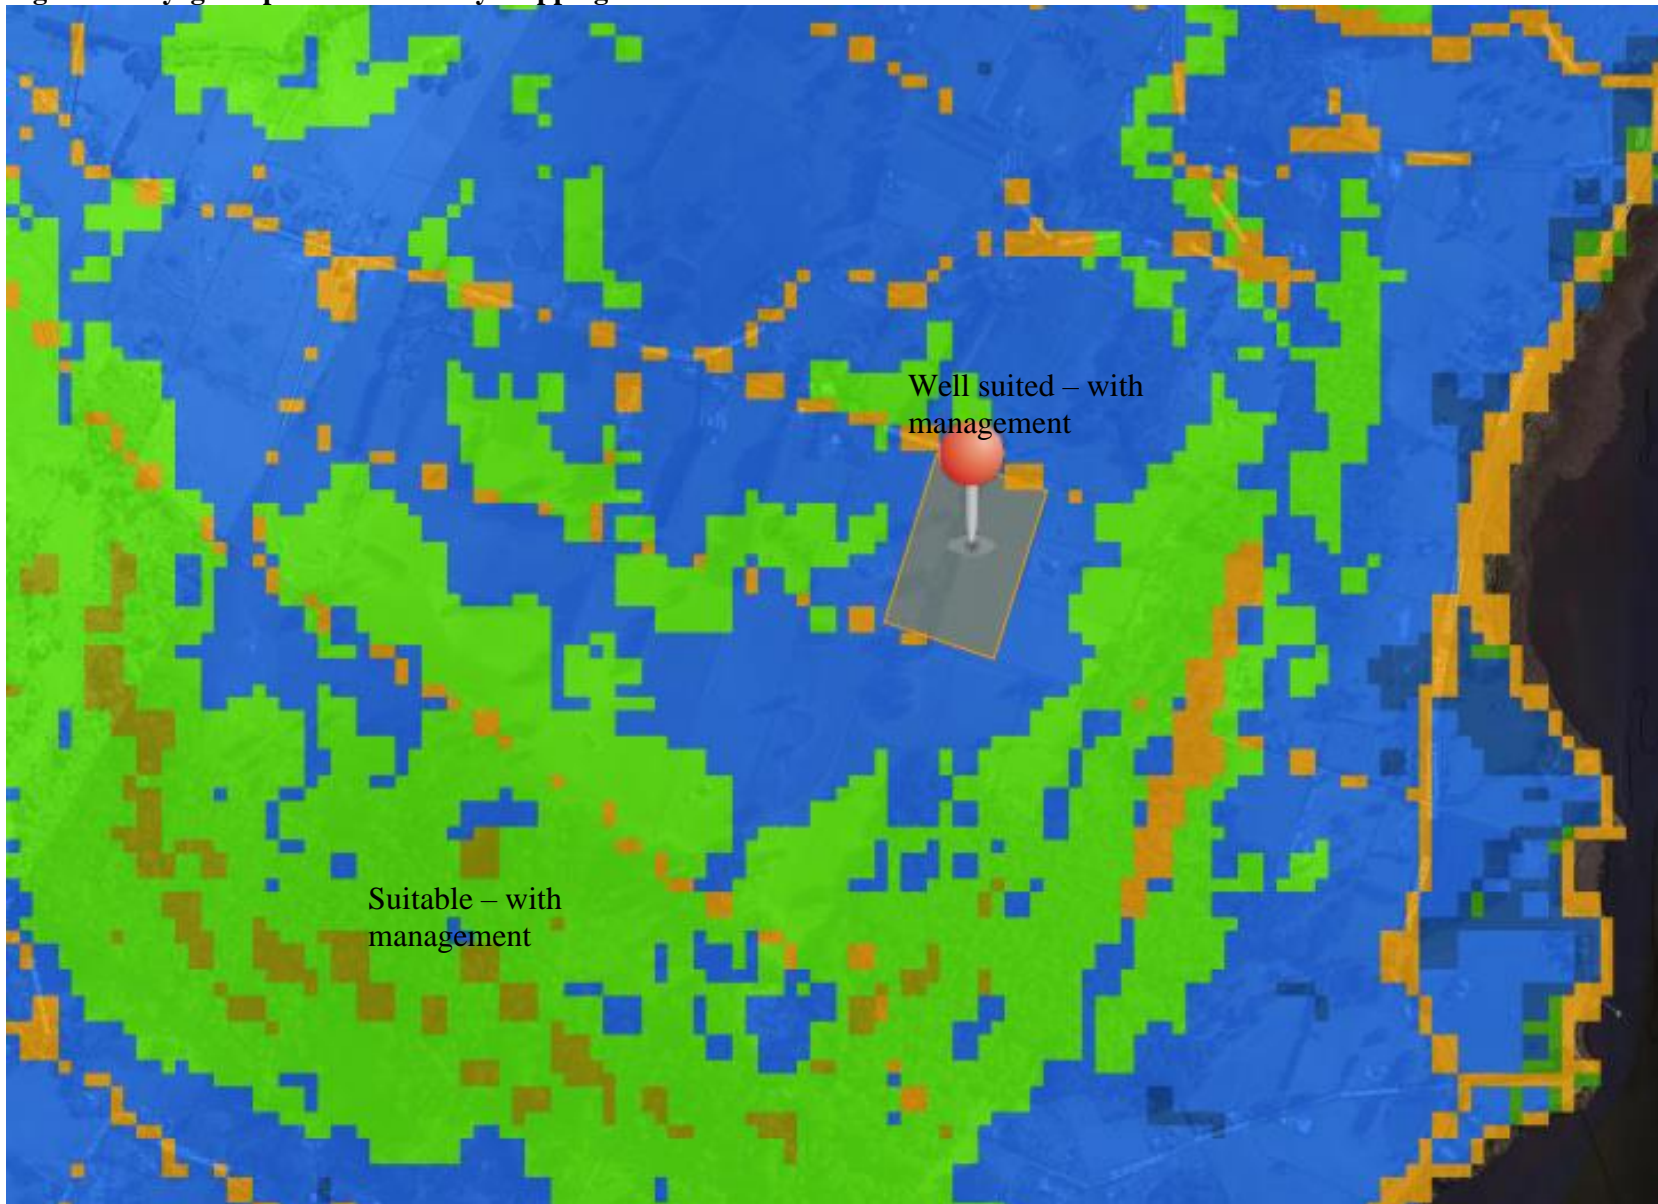 Well suited – with
management
Suitable – with
management